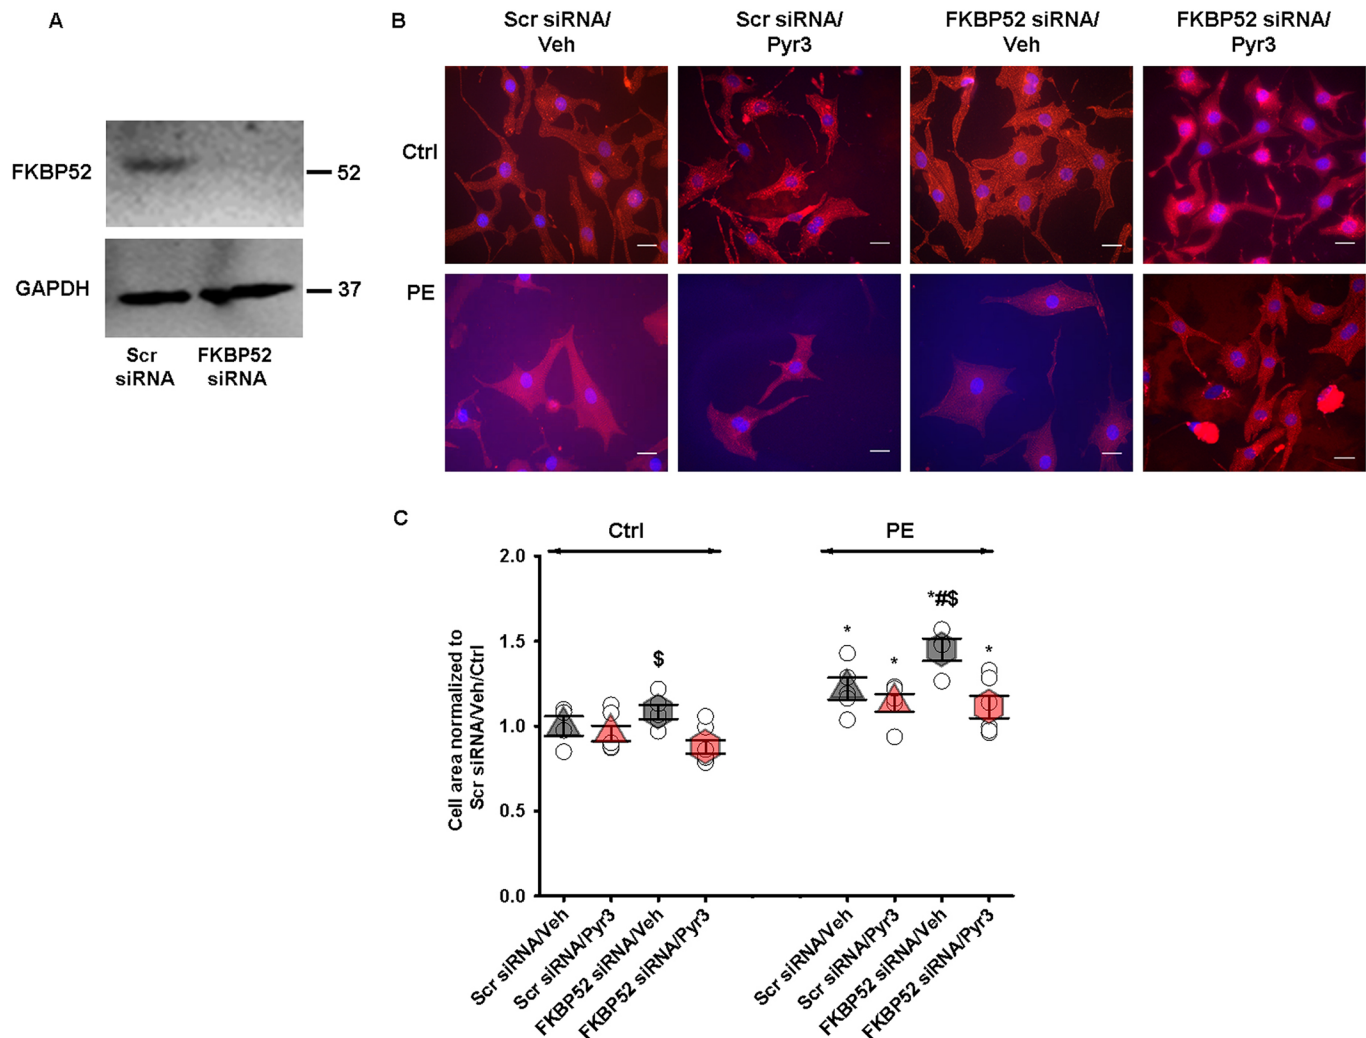 A
FKBP52
52
GAPDH
37
Scr
siRNA
FKBP52
siRNA
B
Scr siRNA/
Veh
Scr siRNA/
Pyr3
FKBP52 siRNA/
Veh
FKBP52 siRNA/
Pyr3
Ctrl
PE
C
Ctrl
PE
Cell area normalized to
Scr siRNA/Veh/Ctrl
2.0
1.5
1.0
0.5
0.0
$
*
*
*#$
*
Scr siRNA/Veh
Scr siRNA/Pyr3
FKBP52 siRNA/Veh
FKBP52 siRNA/Pyr3
Scr siRNA/Veh
Scr siRNA/Pyr3
FKBP52 siRNA/Veh
FKBP52 siRNA/Pyr3